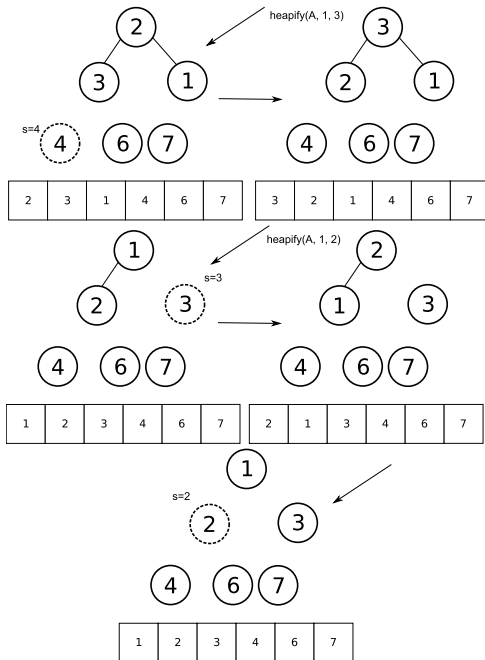 2 heapify(A, 1, 3) 3
3 1 2 1
s=4 4 6 7 4 6 7
2 3 1 4 6 7 3 2 1 4 6 7
1 heapify(A, 1, 2) 2
2 3 s=3 1 3
4 6 7 4 6 7
1 2 3 4 6 7 2 1 3 4 6 7
1
s=2 2 3
4 6 7
1 2 3 4 6 7